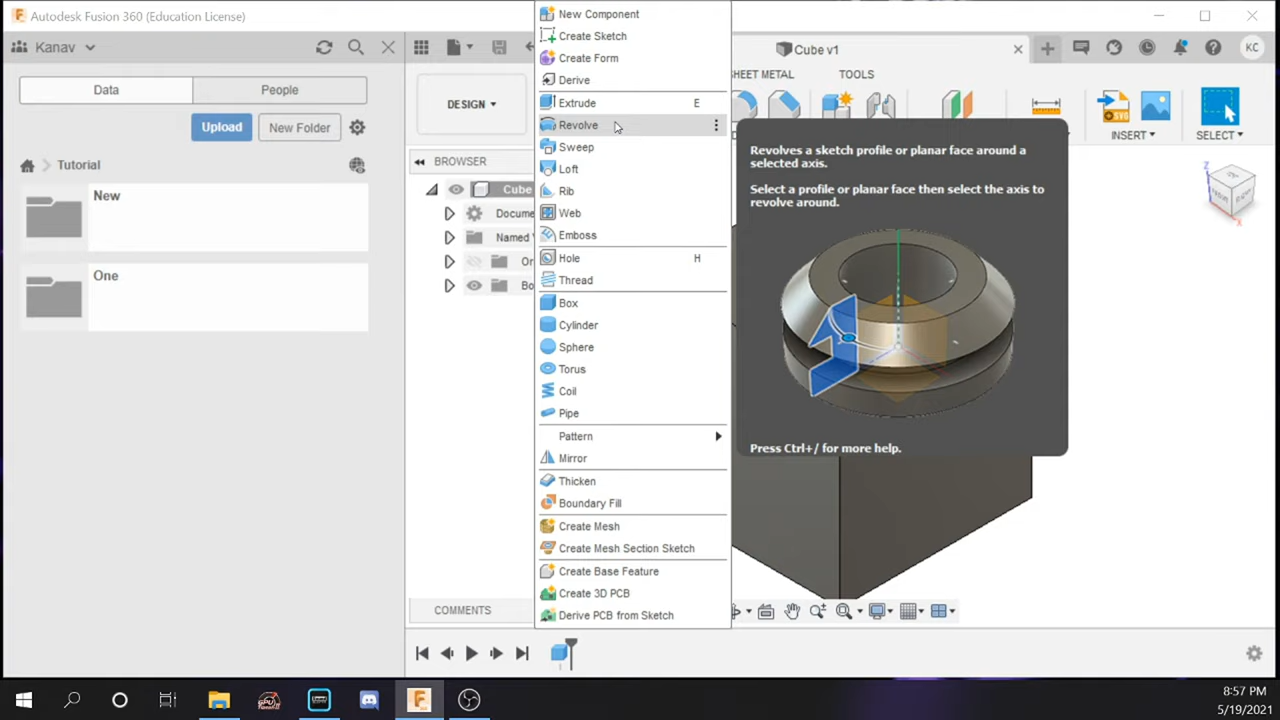 Autodesk Fusion 360 (Education License)
Kanav
Data
People
Upload
New Folder
Tutorial
New
One
New Component
Create Sketch
Create Form
Derive
Extrude E
Revolve
Sweep
Loft
Rib
Web
Emboss
Hole H
Thread
Box
Cylinder
Sphere
Torus
Coil
Pipe
Pattern
Mirror
Thicken
Boundary Fill
Create Mesh
Create Mesh Section Sketch
Create Base Feature
Create 3D PCB
Derive PCB from Sketch
Cube v1
KC
SHEET METAL
TOOLS
DESIGN
INSERT
SELECT
BROWSER
Cube
Docume
Named
Or
Bo
Revolves a sketch profile or planar face around a
selected axis.
Select a profile or planar face then select the axis to
revolve around.
Press Ctrl+/ for more help.
Z
X
COMMENTS
8:57 PM
5/19/2021